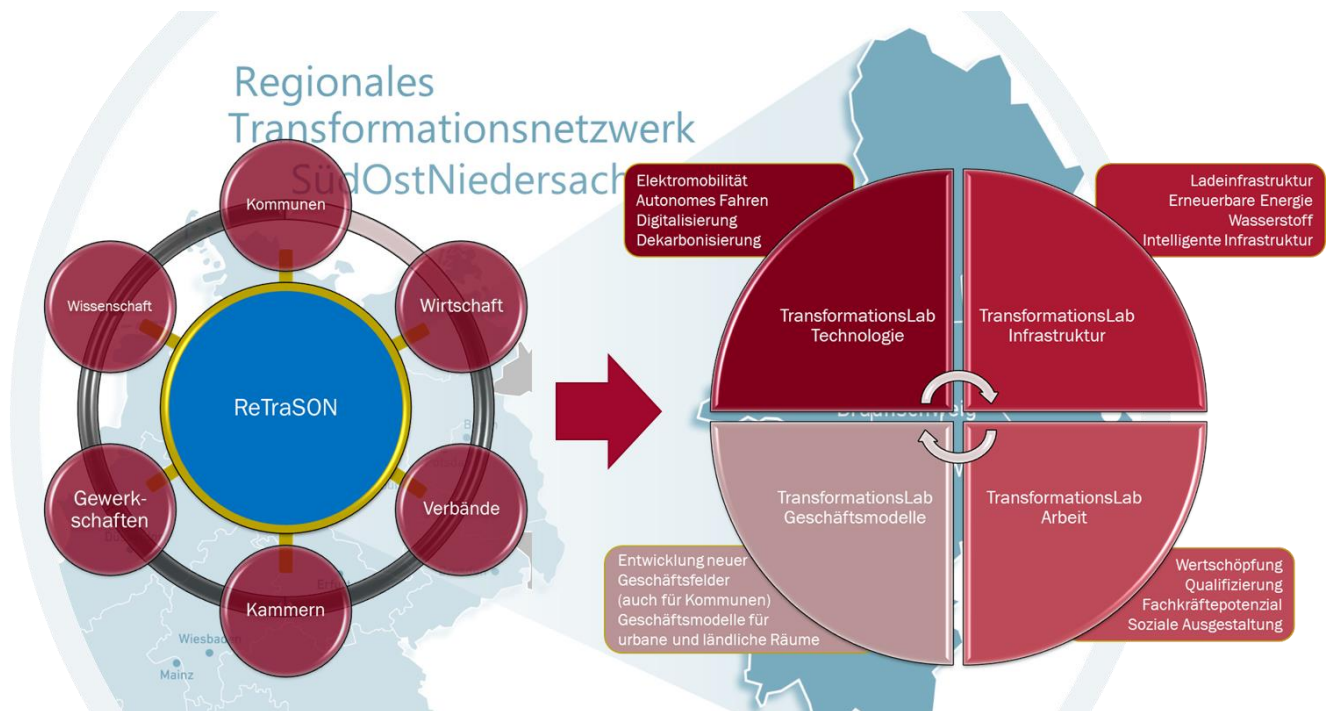 Regionales
Transformationsnetzwerk
SüdOstNiedersach
Kommunen
Wissenschaft
Wirtschaft
ReTraSON
Gewerk-
schaften
Verbände
Kammern
Wiesbaden
Mainz
Elektromobilität
Autonomes Fahren
Digitalisierung
Dekarbonisierung
Ladeinfrastruktur
Erneuerbare Energie
Wasserstoff
Intelligente Infrastruktur
TransformationsLab
Technologie
TransformationsLab
Infrastruktur
Braunschweig
TransformationsLab
Geschäftsmodelle
TransformationsLab
Arbeit
Entwicklung neuer
Geschäftsfelder
(auch für Kommunen)
Geschäftsmodelle für
urbane und ländliche Räume
Wertschöpfung
Qualifizierung
Fachkräftepotenzial
Soziale Ausgestaltung